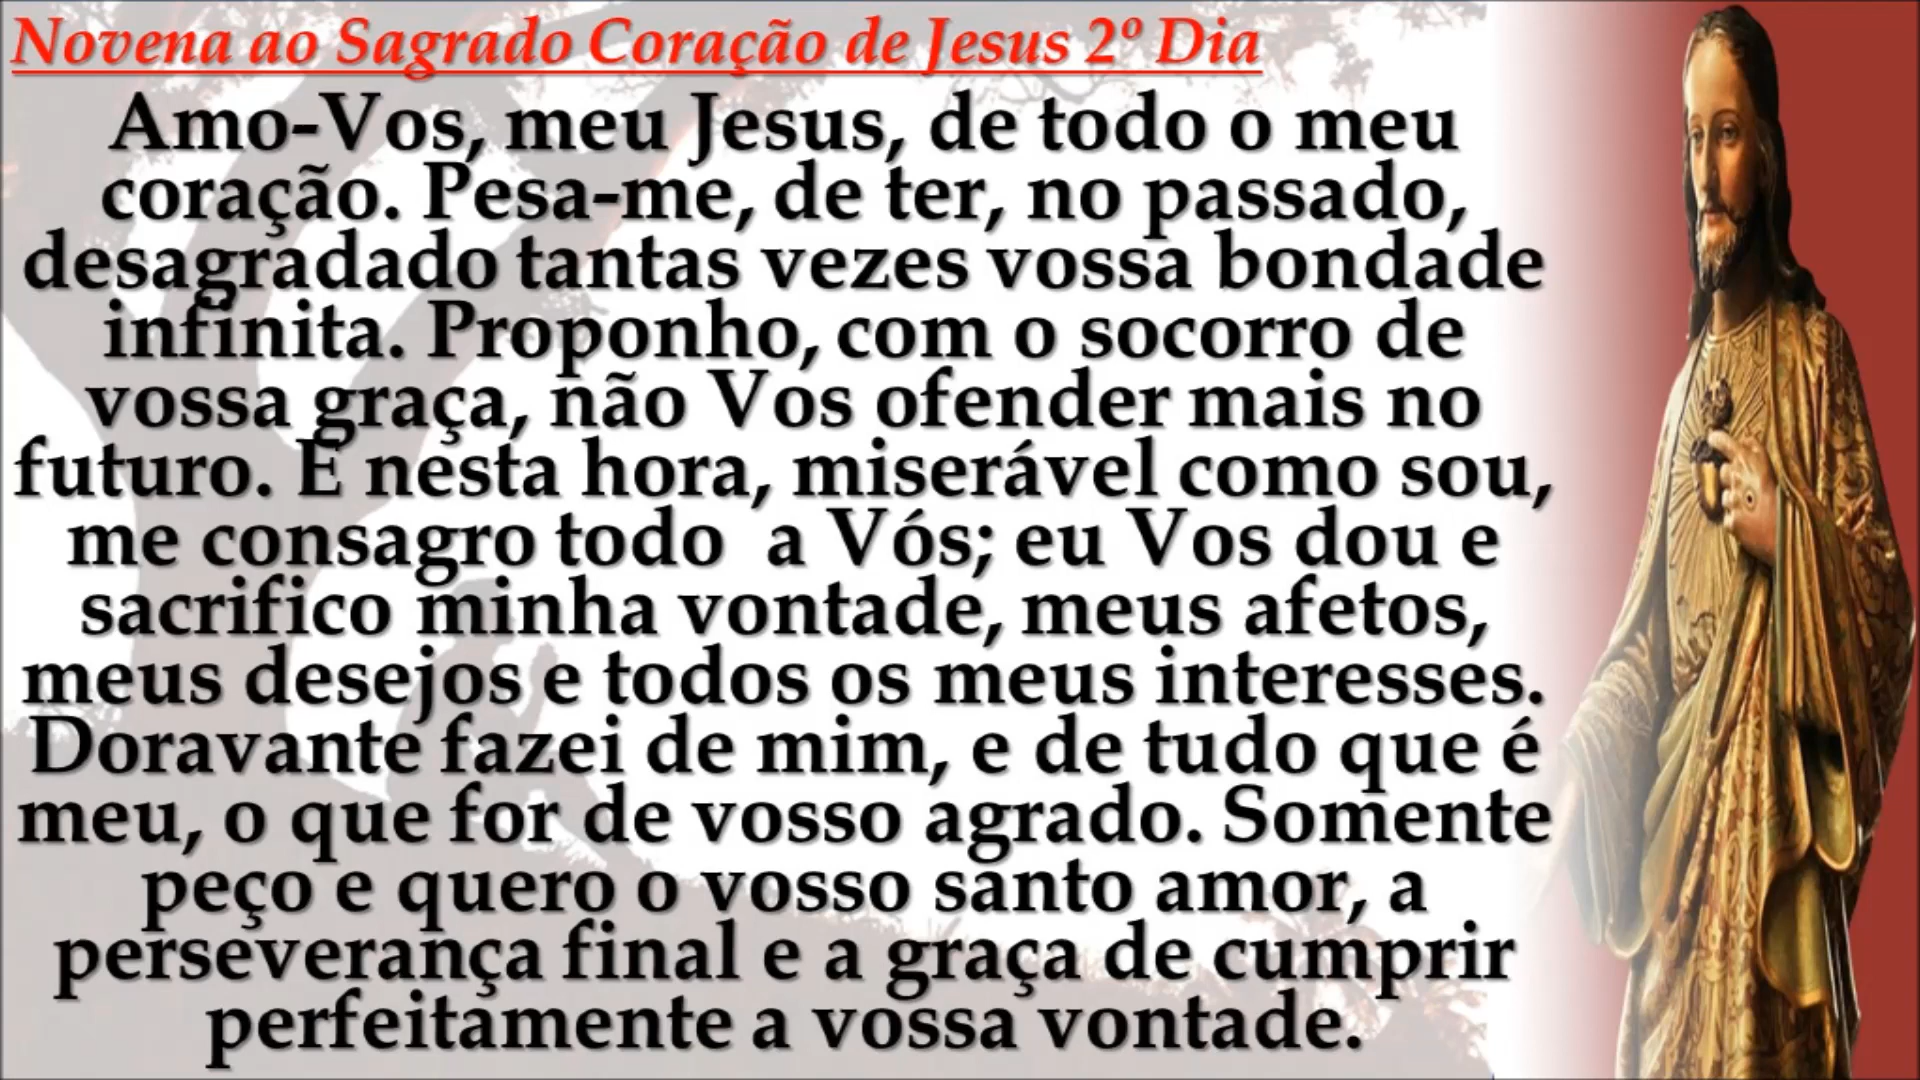 Novena ao Sagrado Coração de Jesus 2º Dia
Amo-Vos, meu Jesus, de todo o meu
coração. Pesa-me, de ter, no passado,
desagradado tantas vezes vossa bondade
infinita. Proponho, com o socorro de
vossa graça, não Vos ofender mais no
futuro. E nesta hora, miserável como sou,
me consagro todo  a Vós; eu Vos dou e
sacrifico minha vontade, meus afetos,
meus desejos e todos os meus interesses.
Doravante fazei de mim, e de tudo que é
meu, o que for de vosso agrado. Somente
peço e quero o vosso santo amor, a
perseverança final e a graça de cumprir
perfeitamente a vossa vontade.